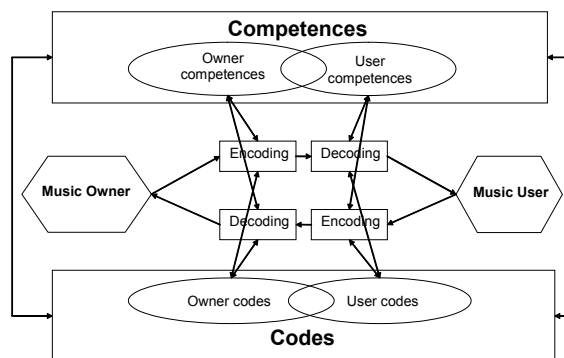 Competences
Owner
competences
User
competences
Encoding
Decoding
Music Owner
Music User
Decoding
Encoding
Owner codes
User codes
Codes